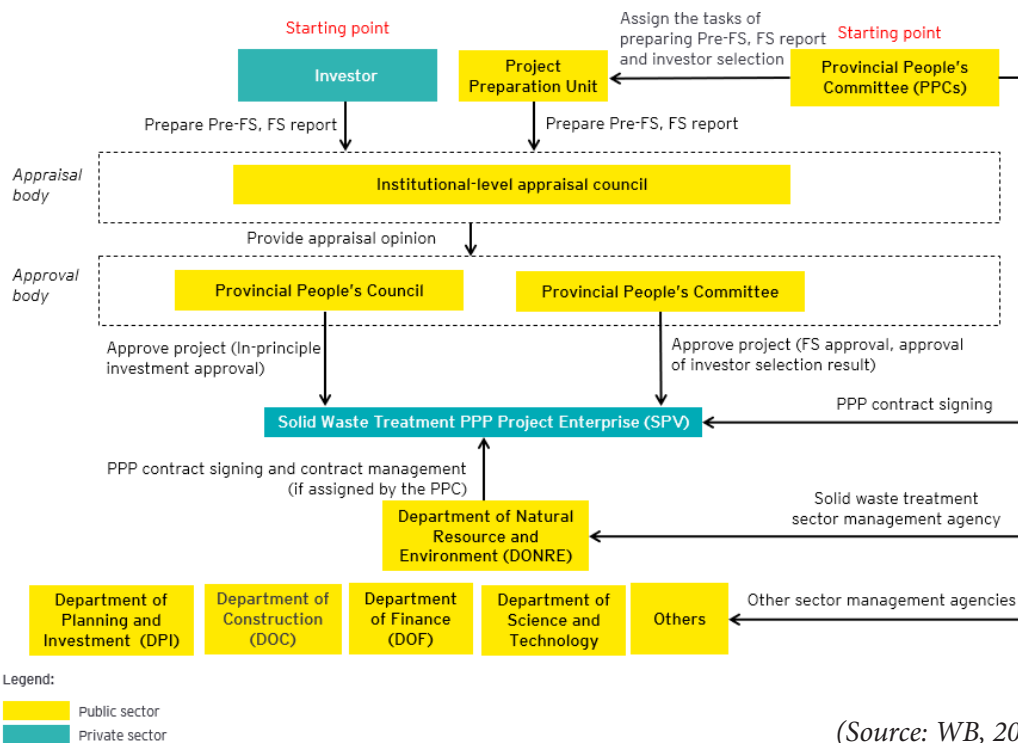 Starting point
Assign the tasks of
preparing Pre-FS, FS report
and investor selection
Starting point
Investor
Project
Preparation Unit
Provincial People's
Committee (PPCs)
Prepare Pre-FS, FS report
Prepare Pre-FS, FS report
Appraisal
body
Institutional-level appraisal council
Provide appraisal opinion
Approval
body
Provincial People's Council
Provincial People's Committee
Approve project (In-principle
investment approval)
Approve project (FS approval, approval
of investor selection result)
Solid Waste Treatment PPP Project Enterprise (SPV)
PPP contract signing
PPP contract signing and contract management
(if assigned by the PPC)
Solid waste treatment
sector management agency
Department of Natural
Resource and
Environment (DONRE)
Department of
Planning and
Investment (DPI)
Department of
Construction
(DOC)
Department
of Finance
(DOF)
Department of
Science and
Technology
Others
Other sector management agencies
Legend:
Public sector
Private sector
(Source: WB, 20